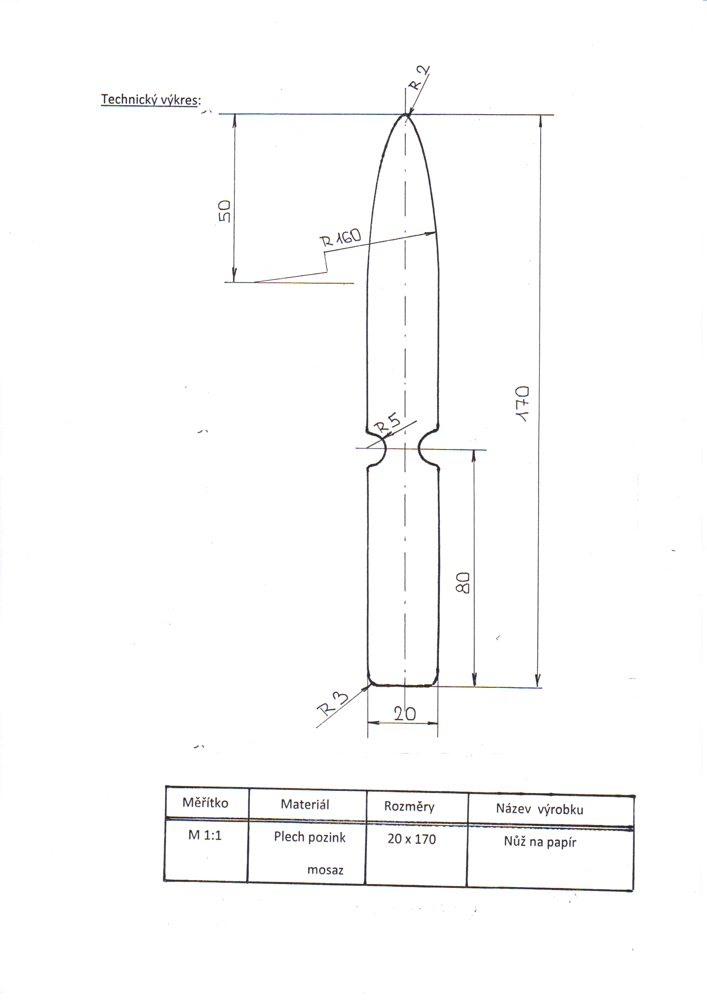 Technický výkres:
R 2
50
R 160
170
R 5
80
R 3
20
Měřítko Materiál Rozměry Název výrobku
M 1:1 Plech pozink 20 x 170 Nůž na papír
mosaz